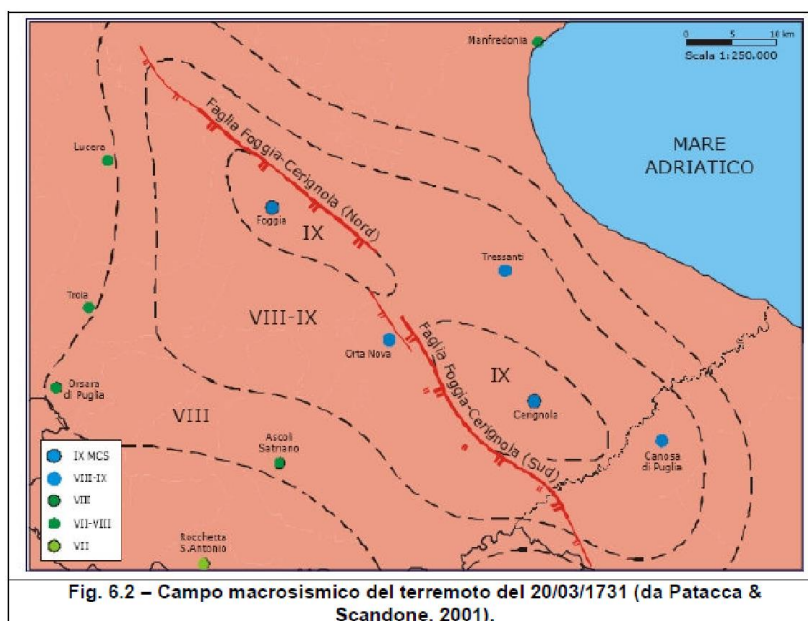 Manfredonia
0 5 10 km
Scala 1:250.000
MARE
ADRIATICO
Faglia Foggia-Cerignola (Nord)
Lucera
Foggia
IX
Tressanti
Troia
VIII-IX
Orta Nova
Faglia Foggia-Cerignola (Sud)
IX
Cerignola
Orsara
di Puglia
VIII
Ascoli
Satriano
Canosa
di Puglia
Rocchetta
S.Antonio
IX MCS
VIII-IX
VIII
VII-VIII
VII
Fig. 6.2 – Campo macrosismico del terremoto del 20/03/1731 (da Patacca &
Scandone, 2001).